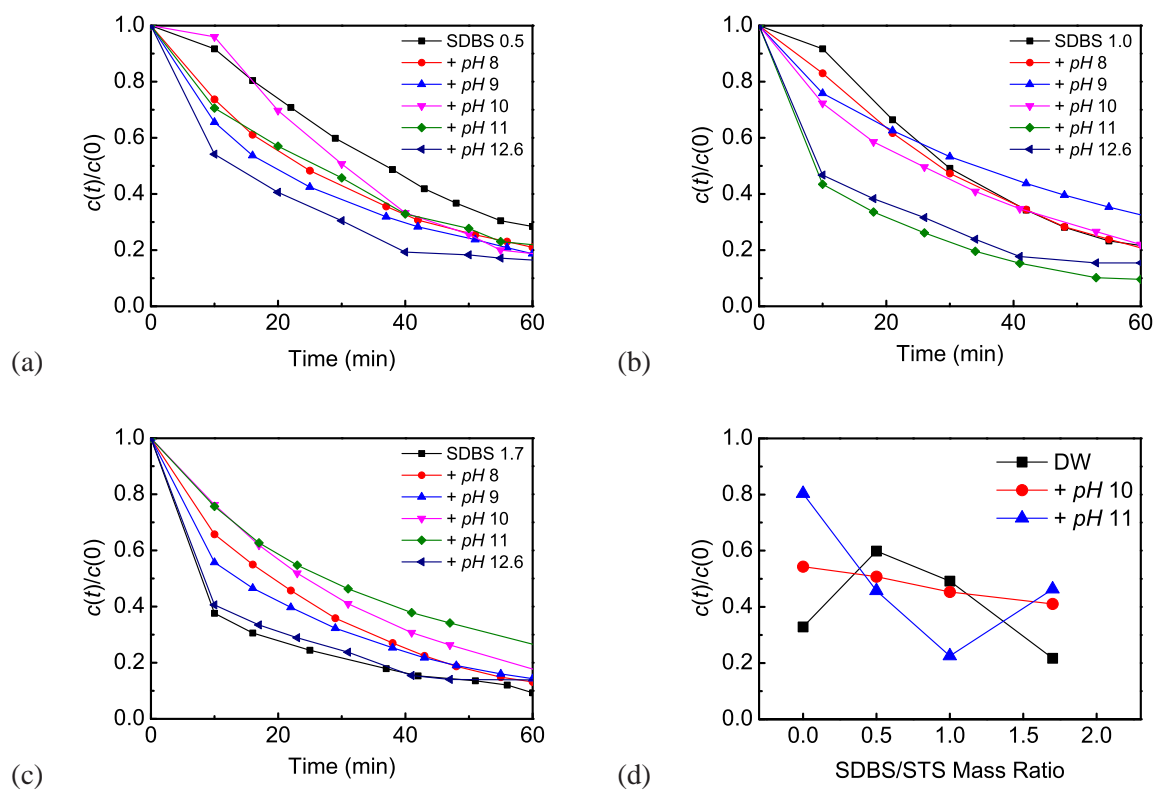 1.0
0.8
0.6
0.4
0.2
0.0
c(t)/c(0)
SDBS 0.5
+ pH 8
+ pH 9
+ pH 10
+ pH 11
+ pH 12.6
0 20 40 60
Time (min)
(a)
1.0
0.8
0.6
0.4
0.2
0.0
c(t)/c(0)
SDBS 1.0
+ pH 8
+ pH 9
+ pH 10
+ pH 11
+ pH 12.6
0 20 40 60
Time (min)
(b)
1.0
0.8
0.6
0.4
0.2
0.0
c(t)/c(0)
SDBS 1.7
+ pH 8
+ pH 9
+ pH 10
+ pH 11
+ pH 12.6
0 20 40 60
Time (min)
(c)
1.0
0.8
0.6
0.4
0.2
0.0
c(t)/c(0)
DW
+ pH 10
+ pH 11
0.0 0.5 1.0 1.5 2.0
SDBS/STS Mass Ratio
(d)